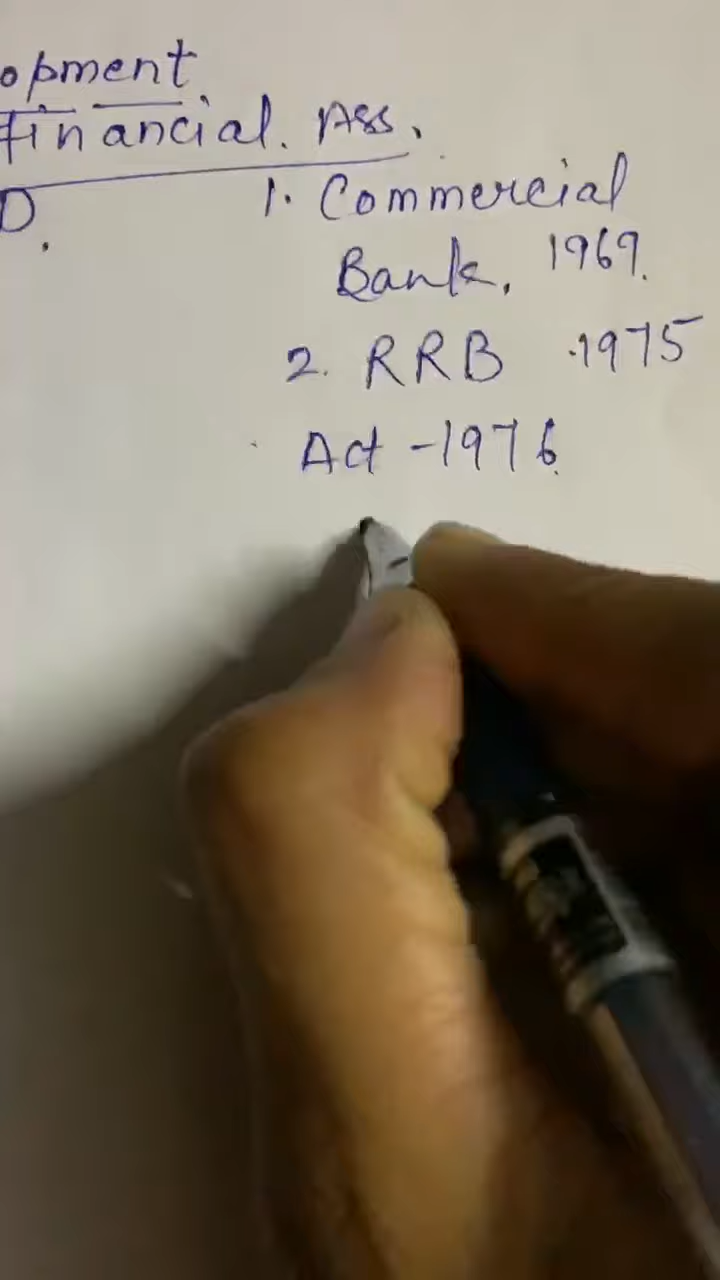 opment
financial. Ass.
D.
1. Commercial
Bank. 1969.
2. RRB .1975
Act - 1976